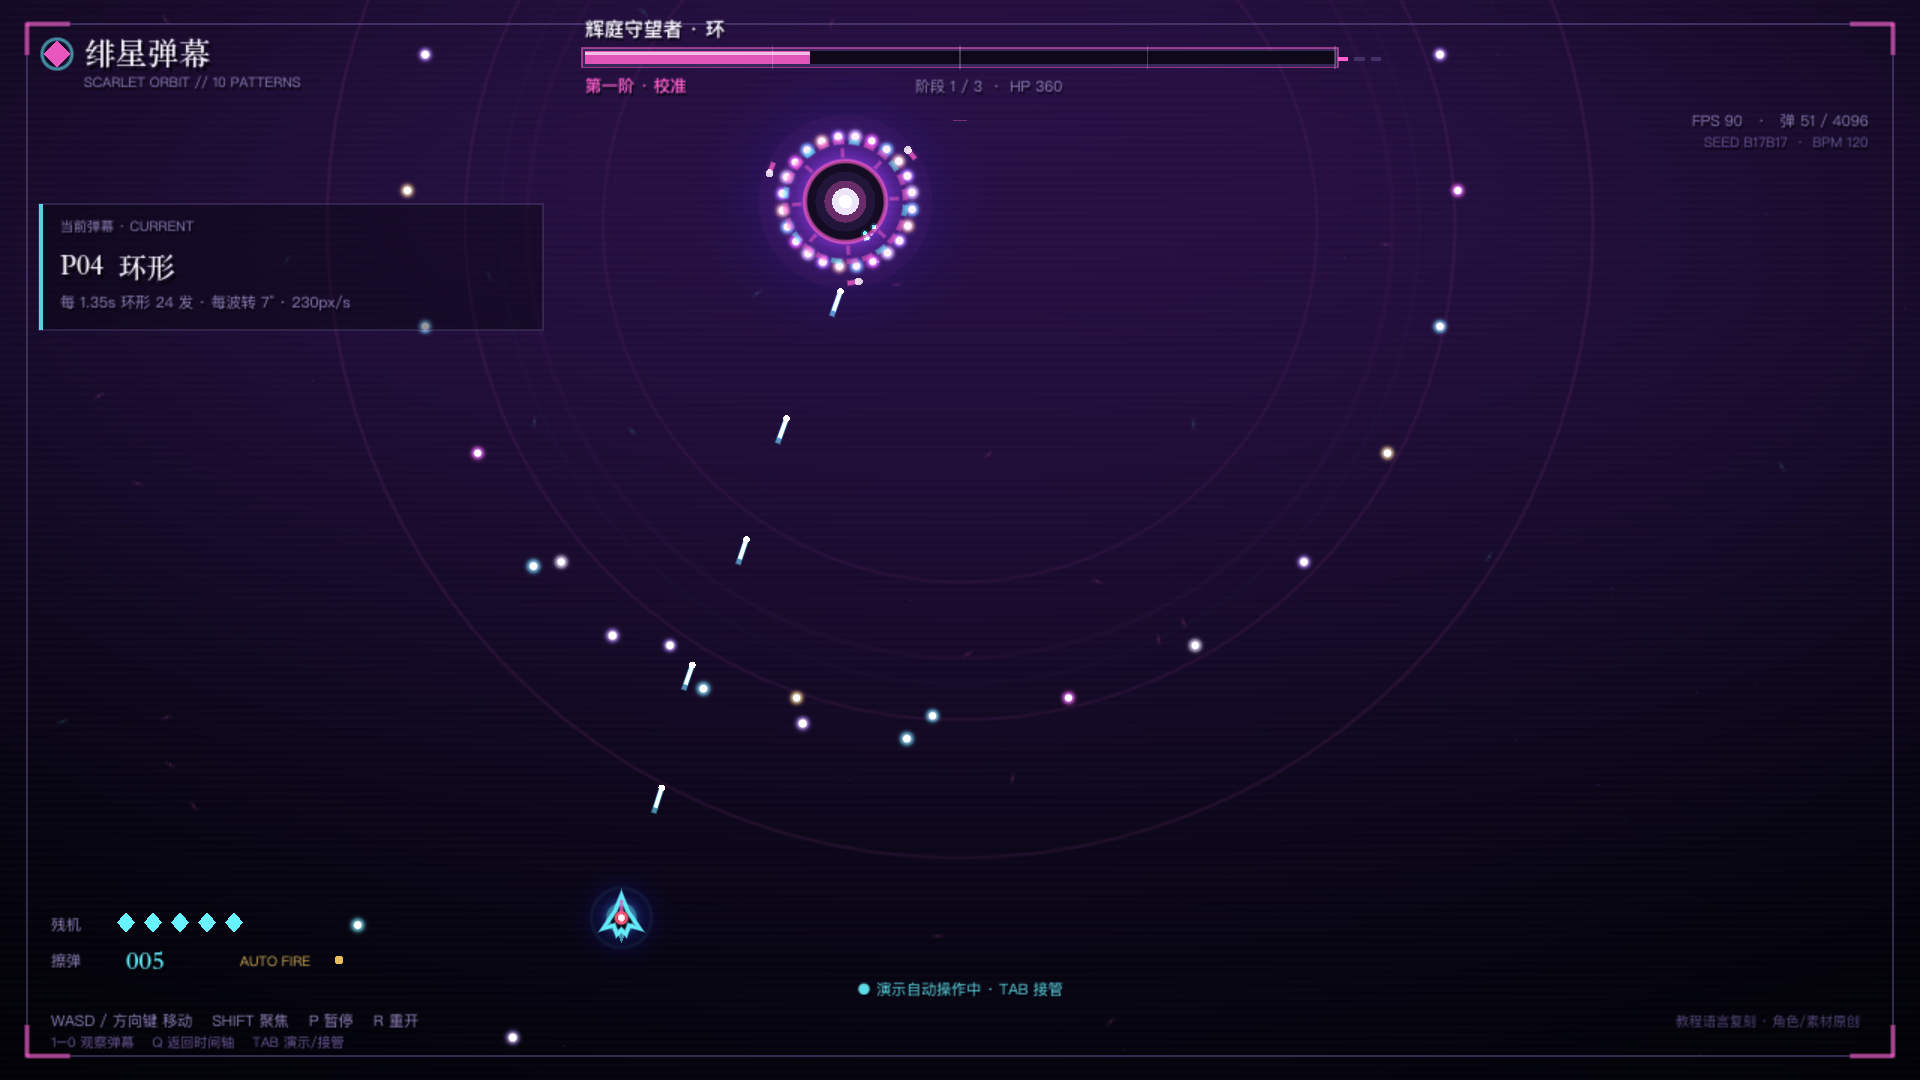 绯星弹幕
SCARLET ORBIT // 10 PATTERNS
辉庭守望者 · 环
第一阶 · 校准
阶段 1 / 3 · HP 360
FPS 90 · 弹 51 / 4096
SEED B17B17 · BPM 120
当前弹幕 · CURRENT
P04 环形
每 1.35s 环形 24 发 · 每波转 7° · 230px/s
残机
擦弹 005 AUTO FIRE
演示自动操作中 · TAB 接管
WASD / 方向键 移动 SHIFT 聚焦 P 暂停 R 重开
1—0 观察弹幕 Q 返回时间轴 TAB 演示/接管
教程语言复刻 · 角色/素材原创